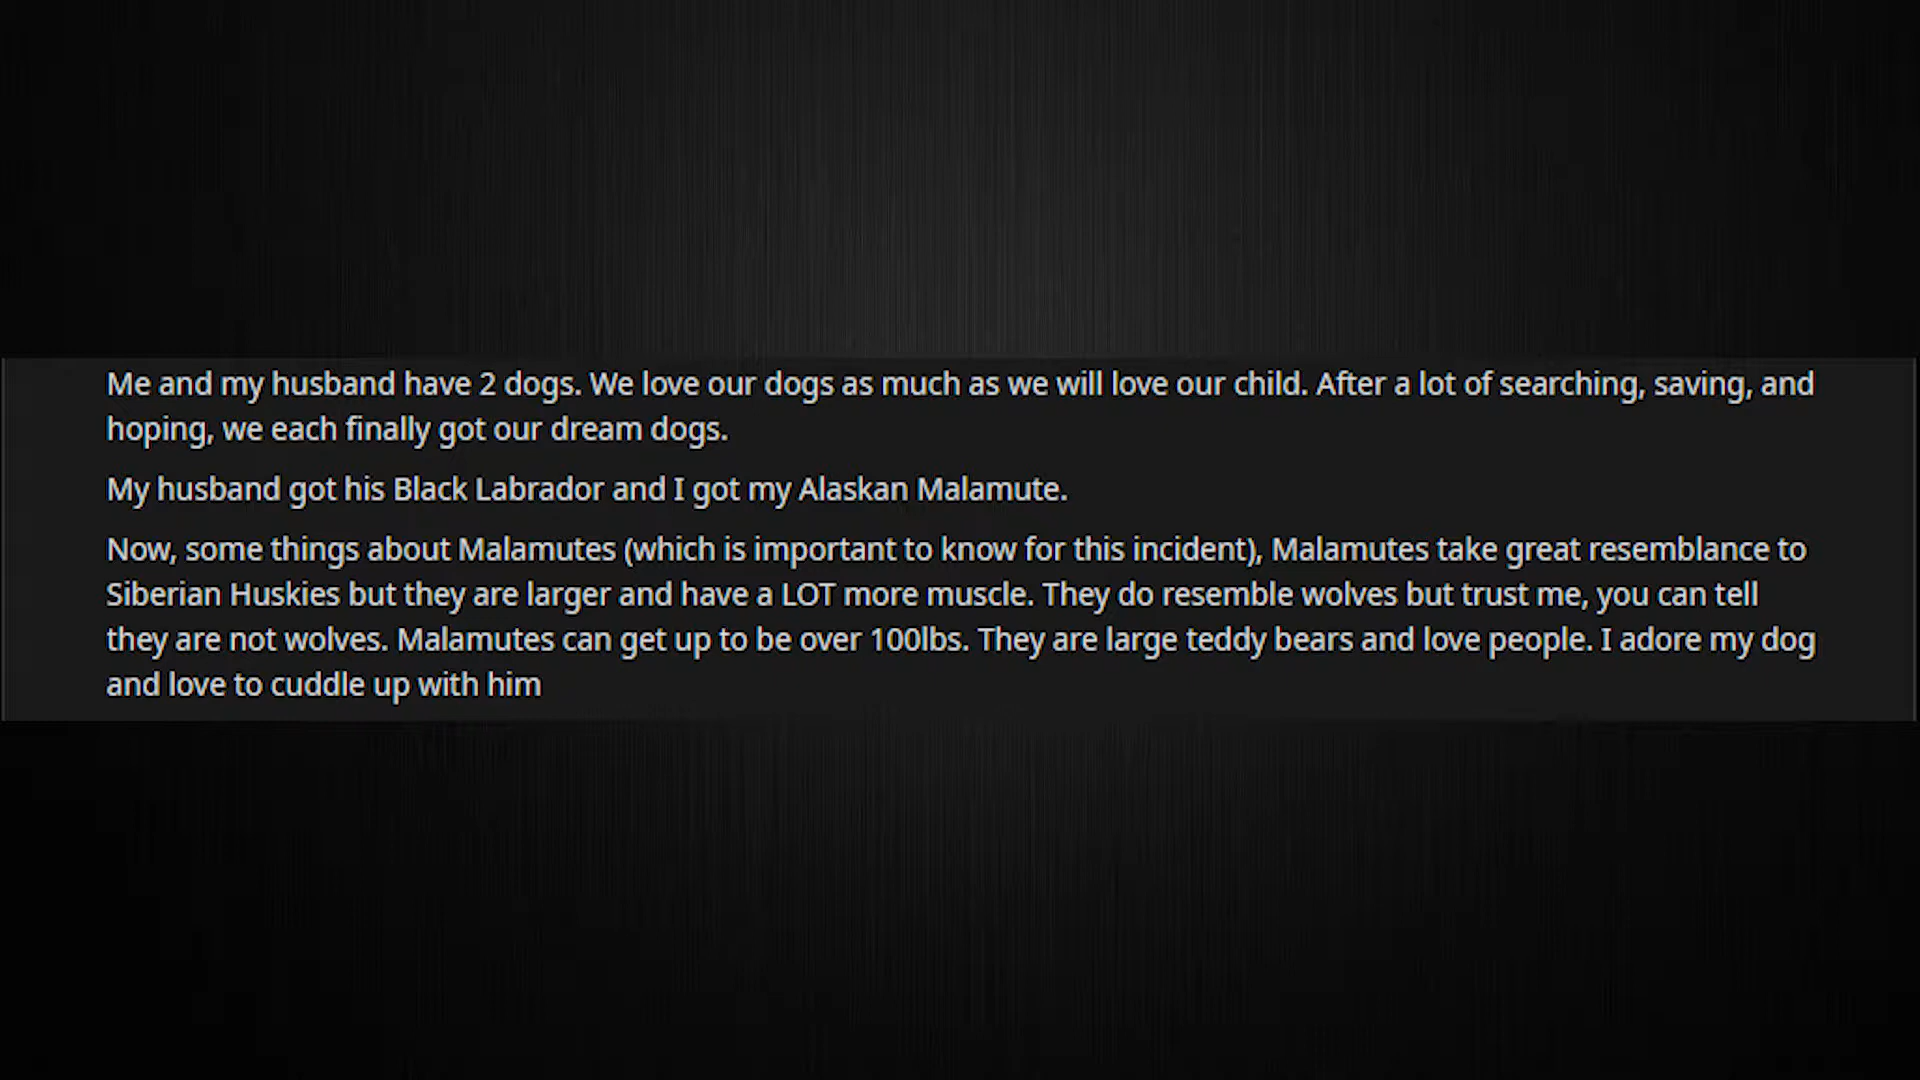 Me and my husband have 2 dogs. We love our dogs as much as we will love our child. After a lot of searching, saving, and
hoping, we each finally got our dream dogs.
My husband got his Black Labrador and I got my Alaskan Malamute.
Now, some things about Malamutes (which is important to know for this incident), Malamutes take great resemblance to
Siberian Huskies but they are larger and have a LOT more muscle. They do resemble wolves but trust me, you can tell
they are not wolves. Malamutes can get up to be over 100lbs. They are large teddy bears and love people. I adore my dog
and love to cuddle up with him